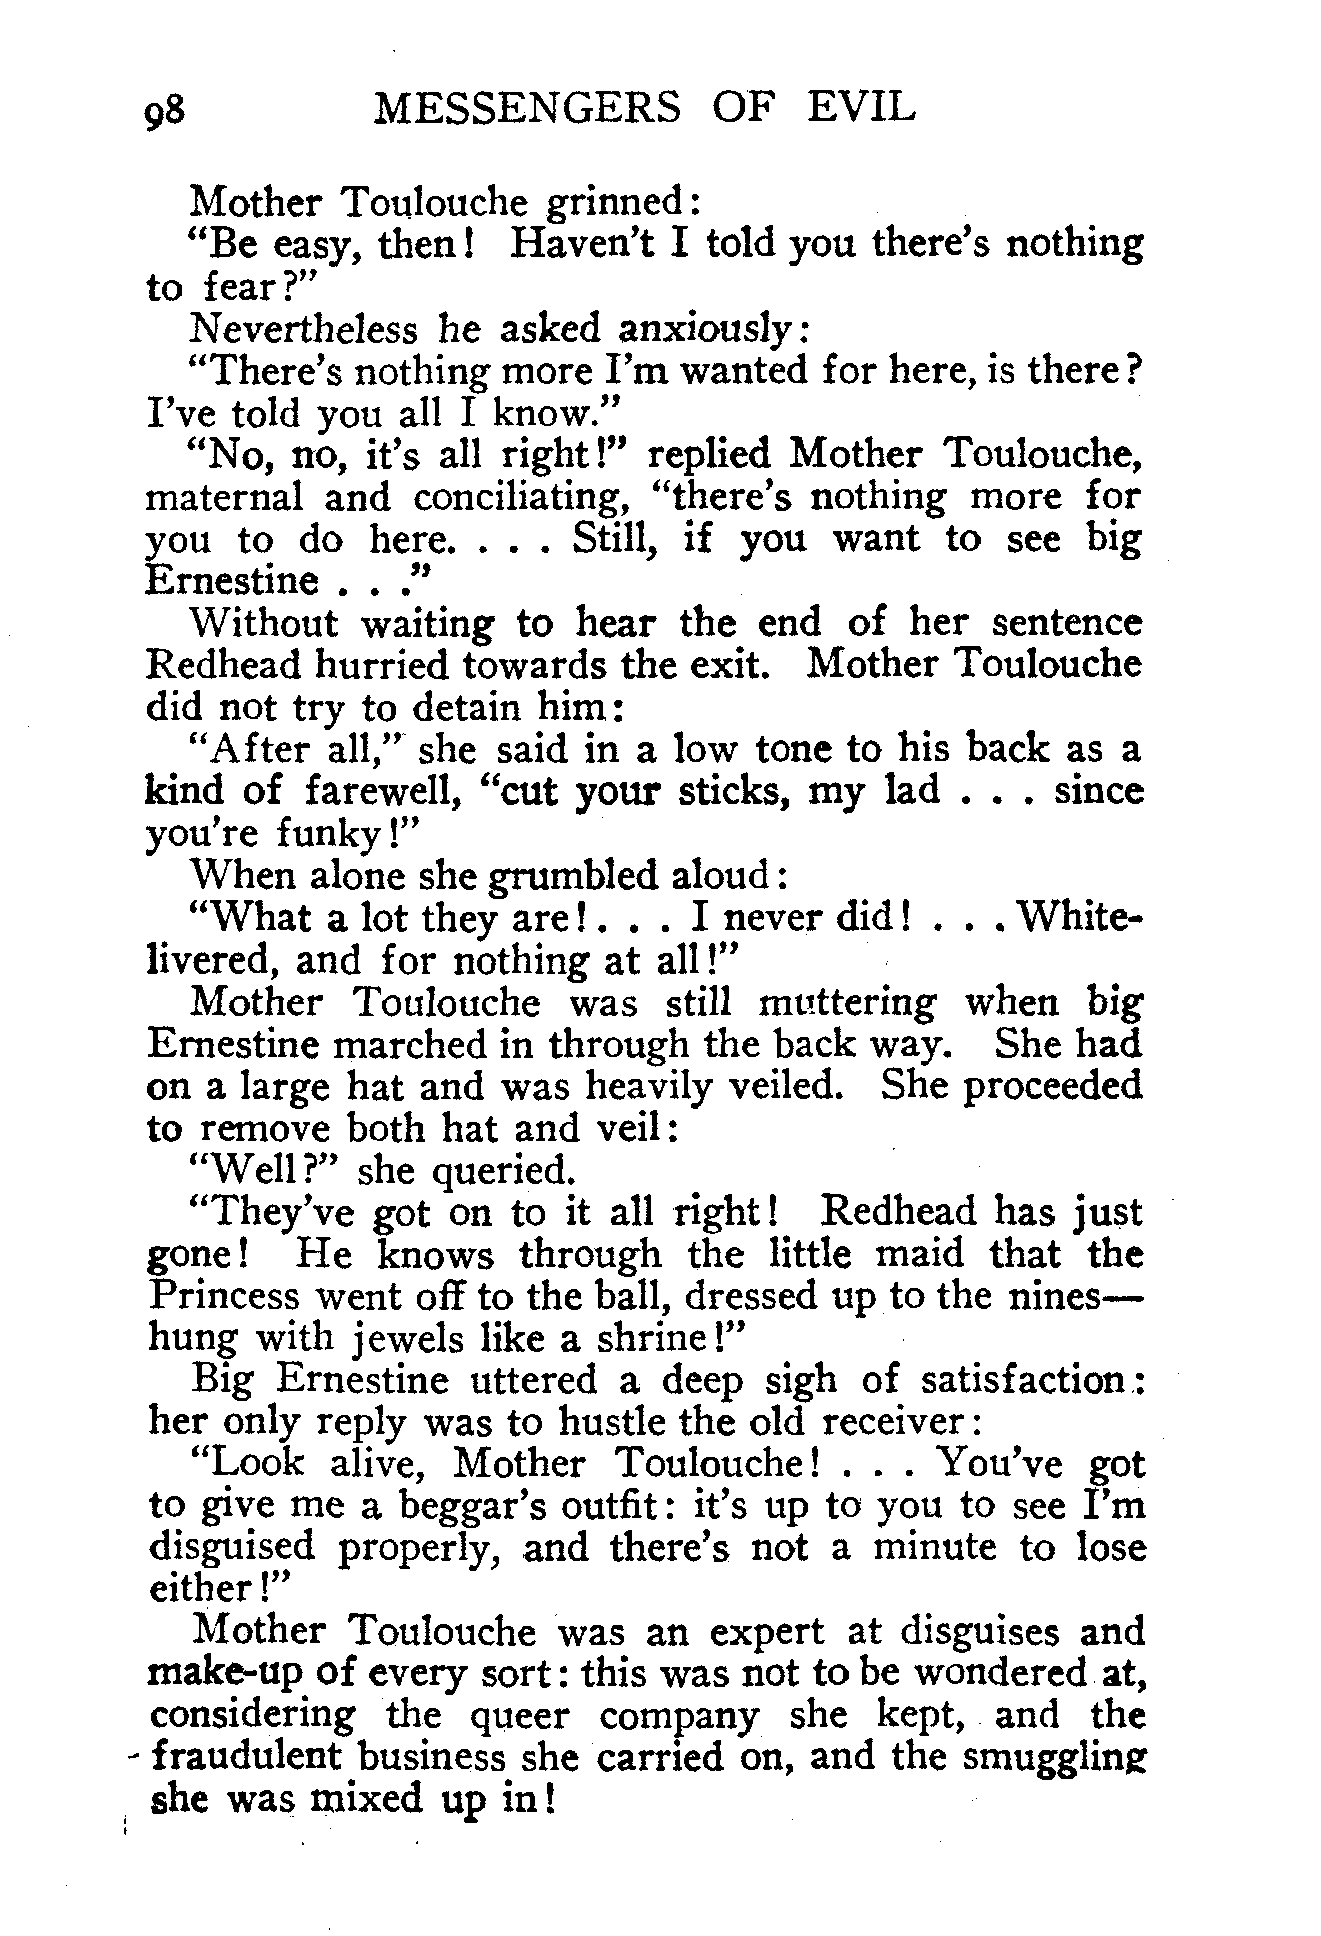 98 MESSENGERS OF EVIL
Mother Toulouche grinned:
“Be easy, then! Haven’t I told you there’s nothing
to fear?”
Nevertheless he asked anxiously:
“There’s nothing more I’m wanted for here, is there?
I’ve told you all I know.”
“No, no, it’s all right!” replied Mother Toulouche,
maternal and conciliating, “there’s nothing more for
you to do here. . . . Still, if you want to see big
Ernestine . . .”
Without waiting to hear the end of her sentence
Redhead hurried towards the exit. Mother Toulouche
did not try to detain him:
“After all,” she said in a low tone to his back as a
kind of farewell, “cut your sticks, my lad . . . since
you’re funky!”
When alone she grumbled aloud:
“What a lot they are! . . . I never did! . . . White-
livered, and for nothing at all!”
Mother Toulouche was still muttering when big
Ernestine marched in through the back way. She had
on a large hat and was heavily veiled. She proceeded
to remove both hat and veil:
“Well?” she queried.
“They’ve got on to it all right! Redhead has just
gone! He knows through the little maid that the
Princess went off to the ball, dressed up to the nines—
hung with jewels like a shrine!”
Big Ernestine uttered a deep sigh of satisfaction:
her only reply was to hustle the old receiver:
“Look alive, Mother Toulouche! . . . You’ve got
to give me a beggar’s outfit: it’s up to you to see I’m
disguised properly, and there’s not a minute to lose
either!”
Mother Toulouche was an expert at disguises and
make-up of every sort: this was not to be wondered at,
considering the queer company she kept, and the
fraudulent business she carried on, and the smuggling
she was mixed up in!